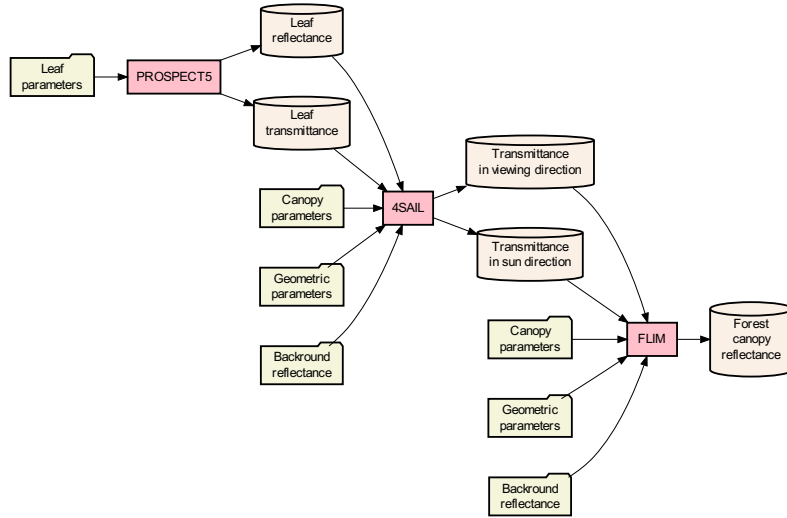 Leaf
parameters
PROSPECT5
Leaf
reflectance
Leaf
transmittance
Canopy
parameters
Geometric
parameters
Backround
reflectance
4SAIL
Transmittance
in viewing direction
Transmittance
in sun direction
Canopy
parameters
Geometric
parameters
Backround
reflectance
FLIM
Forest
canopy
reflectance